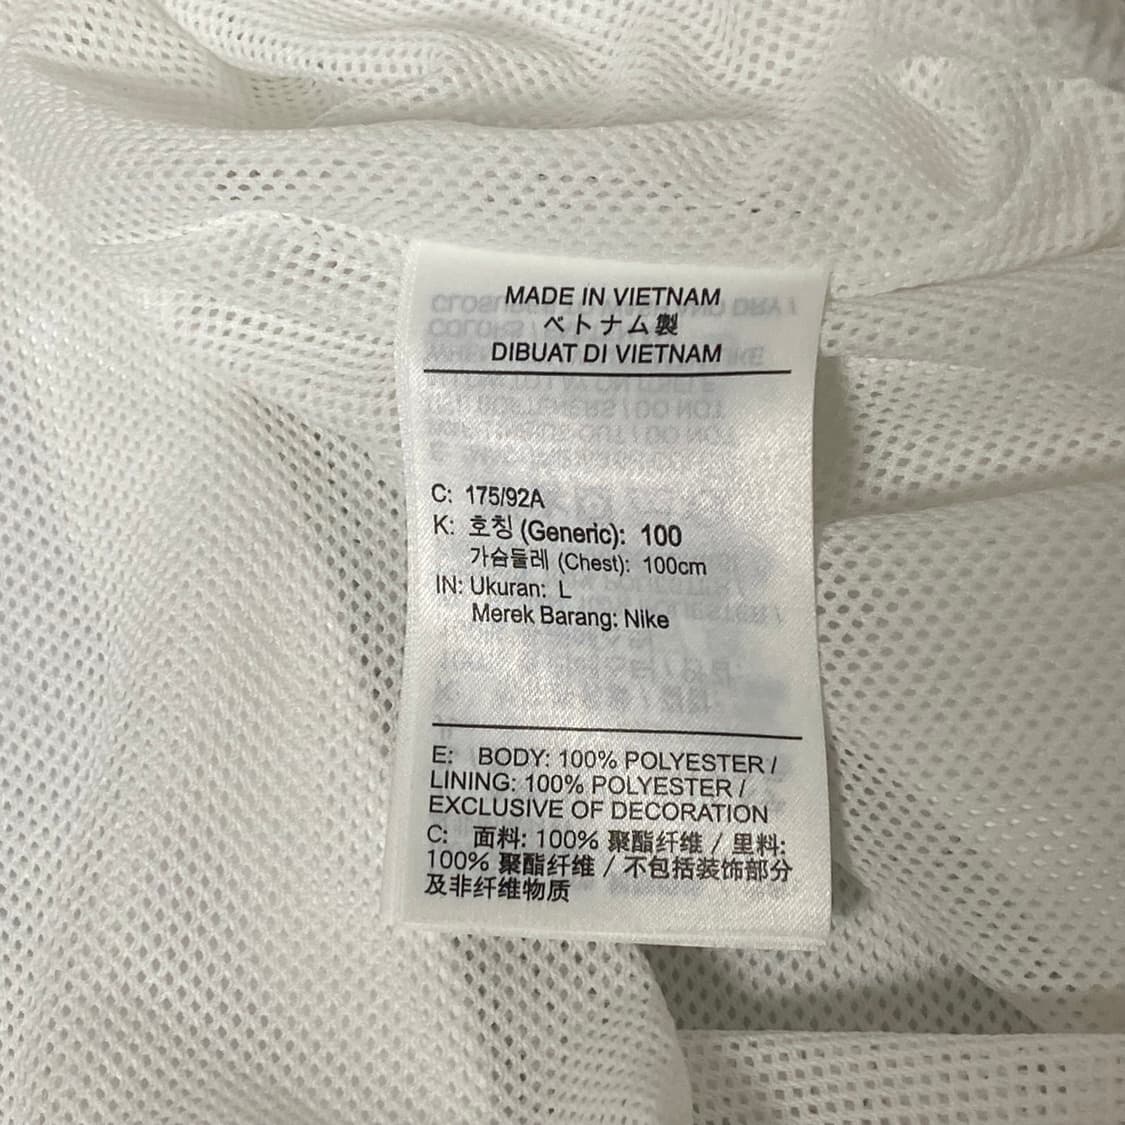 MADE IN VIETNAM
ベトナム製
DIBUAT DI VIETNAM
C: 175/92A
K: 호칭 (Generic): 100
가슴둘레 (Chest): 100cm
IN: Ukuran: L
Merek Barang: Nike
E: BODY: 100% POLYESTER /
LINING: 100% POLYESTER /
EXCLUSIVE OF DECORATION
C: 面料: 100% 聚酯纤维 / 里料:
100% 聚酯纤维 / 不包括装饰部分
及非纤维物质